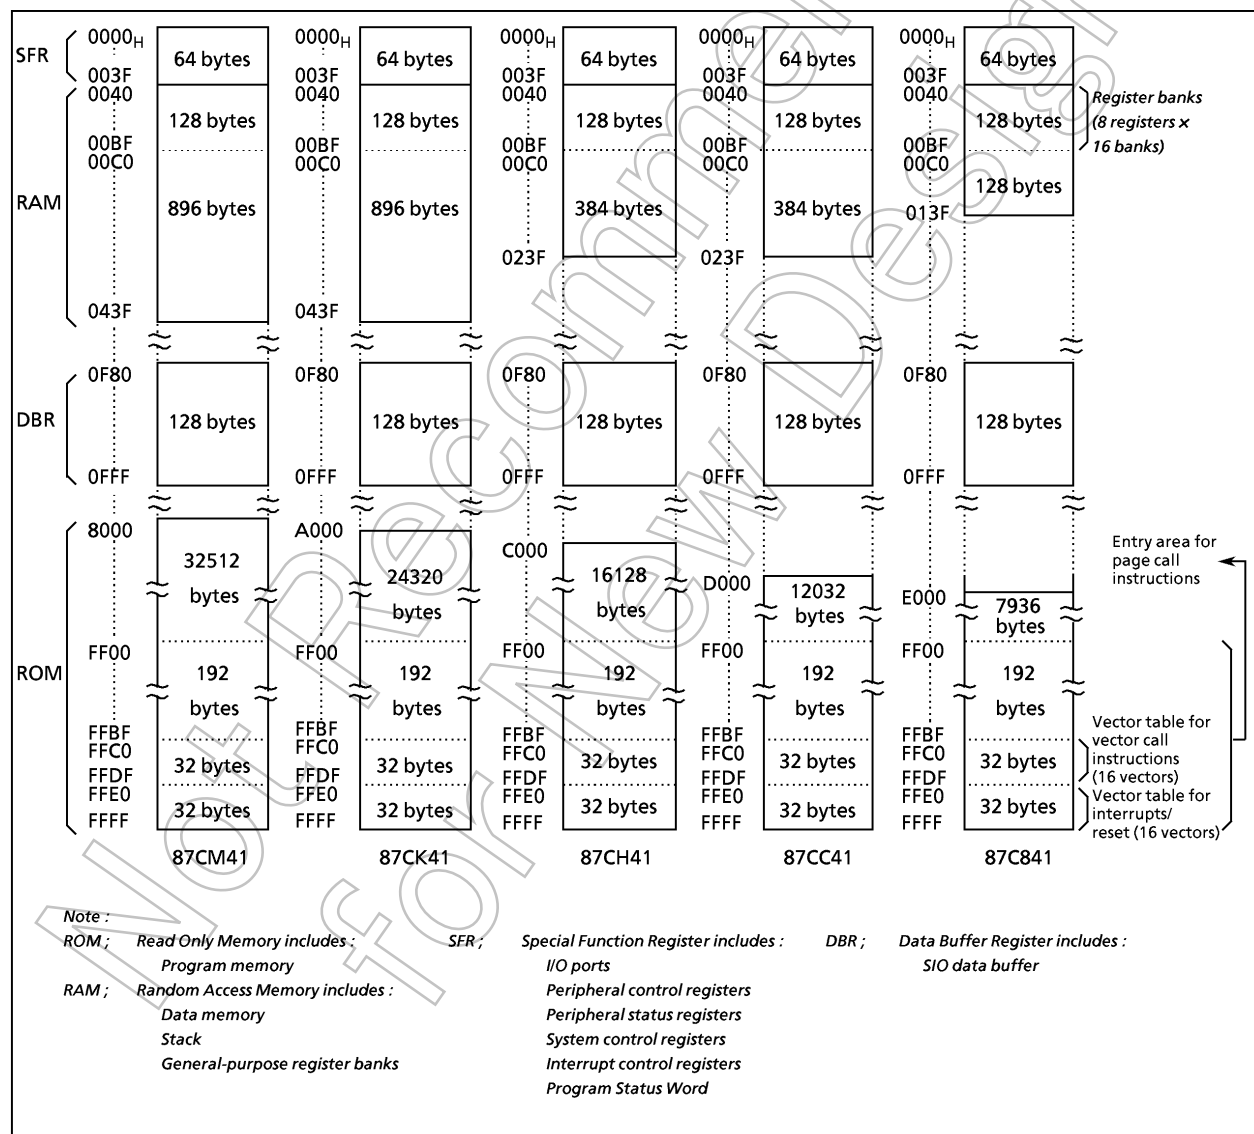 SFR
RAM
DBR
ROM
0000H
003F
0040
00BF
00C0
043F
0F80
0FFF
8000
FF00
FFBF
FFC0
FFDF
FFE0
FFFF
64 bytes
128 bytes
896 bytes
128 bytes
32512
bytes
192
bytes
32 bytes
32 bytes
87CM41
0000H
003F
0040
00BF
00C0
043F
0F80
0FFF
A000
FF00
FFBF
FFC0
FFDF
FFE0
FFFF
64 bytes
128 bytes
896 bytes
128 bytes
24320
bytes
192
bytes
32 bytes
32 bytes
87CK41
0000H
003F
0040
00BF
00C0
023F
0F80
0FFF
C000
FF00
FFBF
FFC0
FFDF
FFE0
FFFF
64 bytes
128 bytes
384 bytes
128 bytes
16128
bytes
192
bytes
32 bytes
32 bytes
87CH41
0000H
003F
0040
00BF
00C0
023F
0F80
0FFF
D000
FF00
FFBF
FFC0
FFDF
FFE0
FFFF
64 bytes
128 bytes
384 bytes
128 bytes
12032
bytes
192
bytes
32 bytes
32 bytes
87CC41
0000H
003F
0040
00BF
00C0
013F
0F80
0FFF
E000
FF00
FFBF
FFC0
FFDF
FFE0
FFFF
64 bytes
128 bytes
128 bytes
128 bytes
7936
bytes
192
bytes
32 bytes
32 bytes
87C841
Register banks
(8 registers ×
16 banks)
Entry area for
page call
instructions
Vector table for
vector call
instructions
(16 vectors)
Vector table for
interrupts/
reset (16 vectors)
Note :
ROM ; Read Only Memory includes :
Program memory
RAM ; Random Access Memory includes :
Data memory
Stack
General-purpose register banks
SFR ; Special Function Register includes :
I/O ports
Peripheral control registers
Peripheral status registers
System control registers
Interrupt control registers
Program Status Word
DBR ; Data Buffer Register includes :
SIO data buffer
Not Recommen
for New Desig